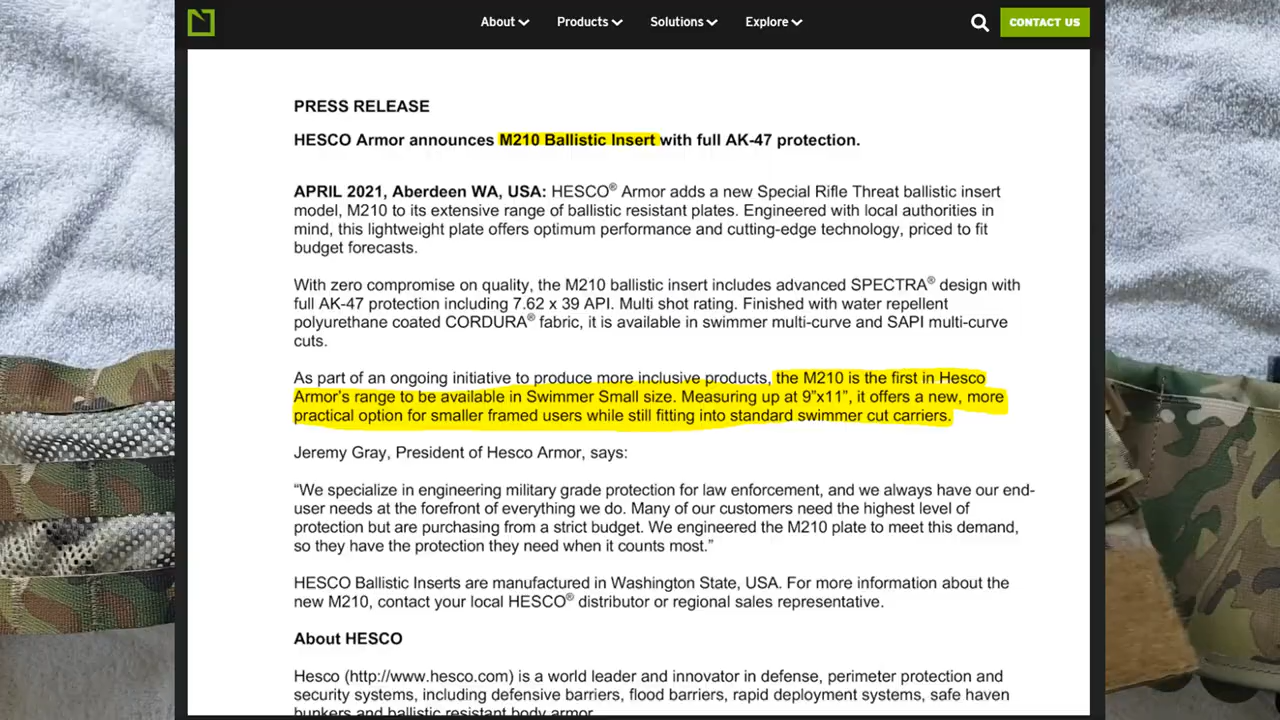 About Products Solutions Explore CONTACT US
PRESS RELEASE
HESCO Armor announces M210 Ballistic Insert with full AK-47 protection.
APRIL 2021, Aberdeen WA, USA: HESCO® Armor adds a new Special Rifle Threat ballistic insert
model, M210 to its extensive range of ballistic resistant plates. Engineered with local authorities in
mind, this lightweight plate offers optimum performance and cutting-edge technology, priced to fit
budget forecasts.
With zero compromise on quality, the M210 ballistic insert includes advanced SPECTRA® design with
full AK-47 protection including 7.62 x 39 API. Multi shot rating. Finished with water repellent
polyurethane coated CORDURA® fabric, it is available in swimmer multi-curve and SAPI multi-curve
cuts.
As part of an ongoing initiative to produce more inclusive products, the M210 is the first in Hesco
Armor’s range to be available in Swimmer Small size. Measuring up at 9”x11”, it offers a new, more
practical option for smaller framed users while still fitting into standard swimmer cut carriers.
Jeremy Gray, President of Hesco Armor, says:
“We specialize in engineering military grade protection for law enforcement, and we always have our end-
user needs at the forefront of everything we do. Many of our customers need the highest level of
protection but are purchasing from a strict budget. We engineered the M210 plate to meet this demand,
so they have the protection they need when it counts most.”
HESCO Ballistic Inserts are manufactured in Washington State, USA. For more information about the
new M210, contact your local HESCO® distributor or regional sales representative.
About HESCO
Hesco (http://www.hesco.com) is a world leader and innovator in defense, perimeter protection and
security systems, including defensive barriers, flood barriers, rapid deployment systems, safe haven
bunkers and ballistic resistant body armor.